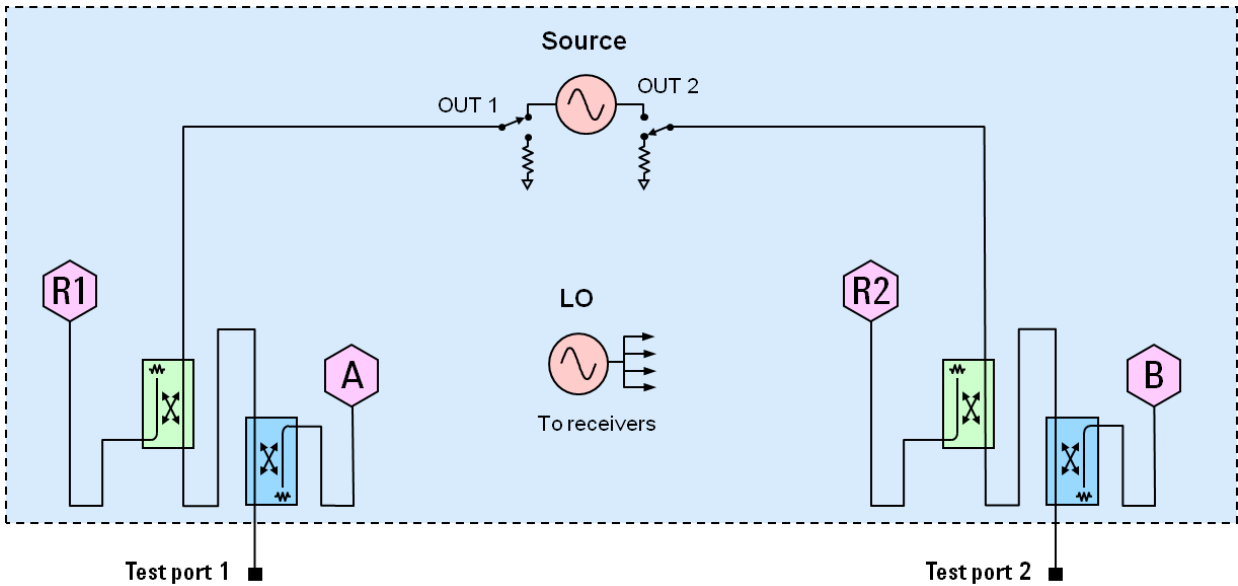 Source
OUT 1
OUT 2
R1
LO
R2
A
B
To receivers
Test port 1
Test port 2